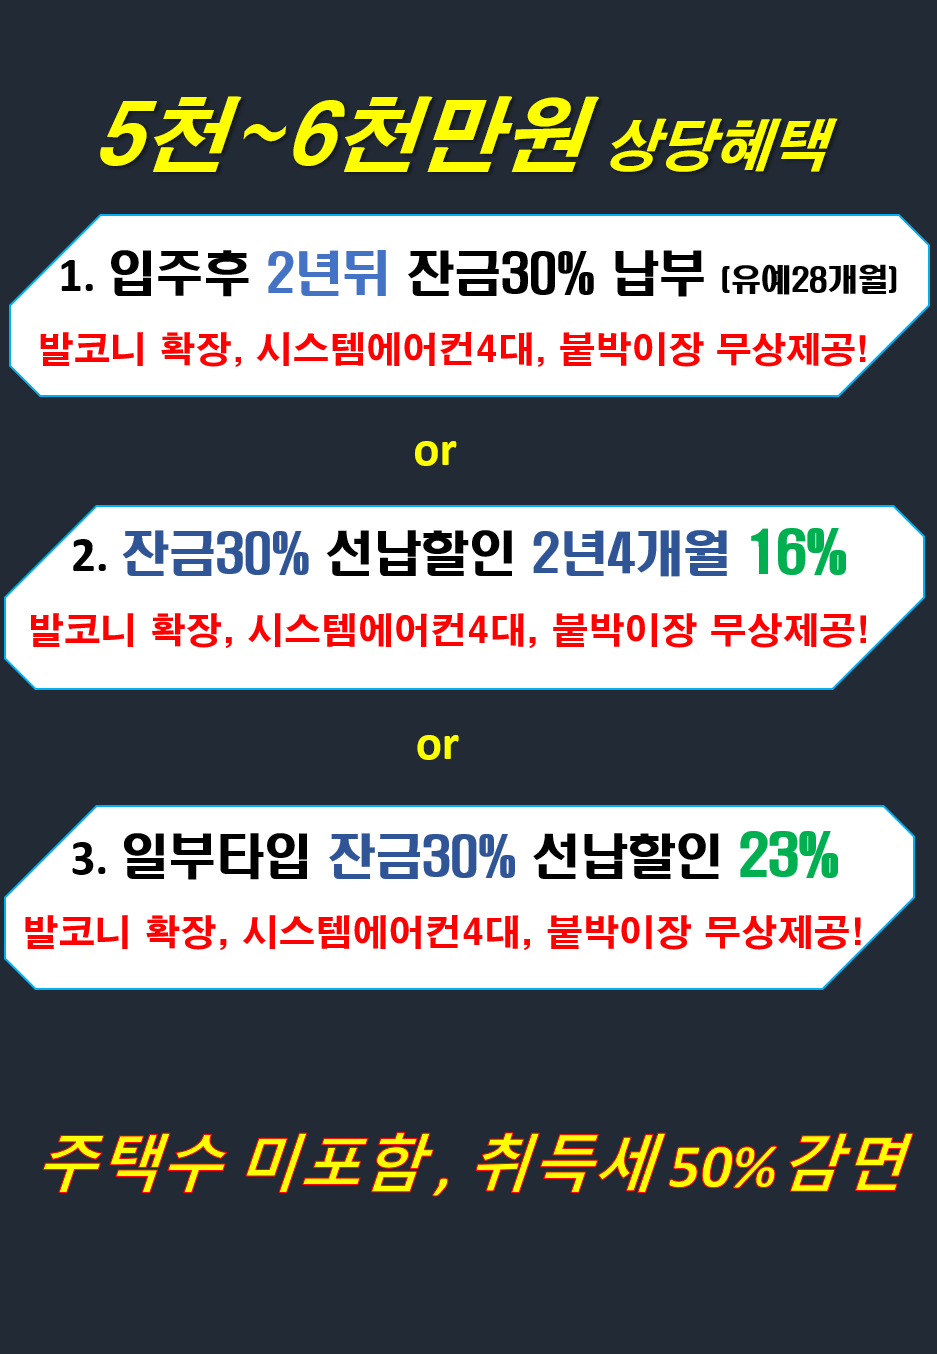 5천~6천만원 상당혜택
1. 입주후 2년뒤 잔금30% 납부 (유예28개월)
발코니 확장, 시스템에어컨4대, 붙박이장 무상제공!
or
2. 잔금30% 선납할인 2년4개월 16%
발코니 확장, 시스템에어컨4대, 붙박이장 무상제공!
or
3. 일부타입 잔금30% 선납할인 23%
발코니 확장, 시스템에어컨4대, 붙박이장 무상제공!
주택수 미포함, 취득세 50% 감면